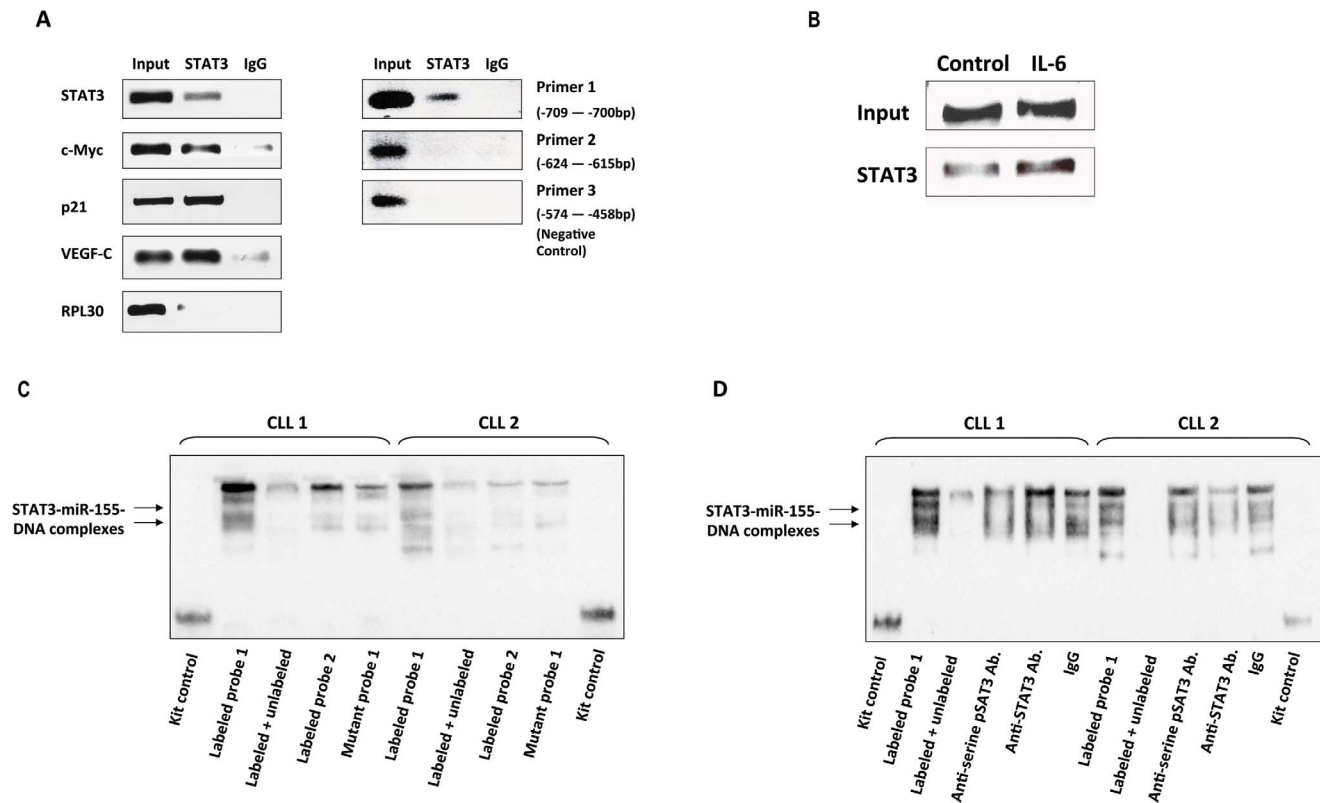 A
Input STAT3 IgG
STAT3
c-Myc
p21
VEGF-C
RPL30
Input STAT3 IgG
Primer 1
(-709 — -700bp)
Primer 2
(-624 — -615bp)
Primer 3
(-574 — -458bp)
(Negative
Control)
B
Control IL-6
Input
STAT3
C
CLL 1 CLL 2
STAT3-miR-155-
DNA complexes
Kit control
Labeled probe 1
Labeled + unlabeled
Labeled probe 2
Mutant probe 1
Labeled probe 1
Labeled + unlabeled
Labeled probe 2
Mutant probe 1
Kit control
D
CLL 1 CLL 2
STAT3-miR-155-
DNA complexes
Kit control
Labeled probe 1
Labeled + unlabeled
Anti-serine pSAT3 Ab.
Anti-STAT3 Ab.
IgG
Labeled probe 1
Labeled + unlabeled
Anti-serine pSAT3 Ab.
Anti-STAT3 Ab.
IgG
Kit control